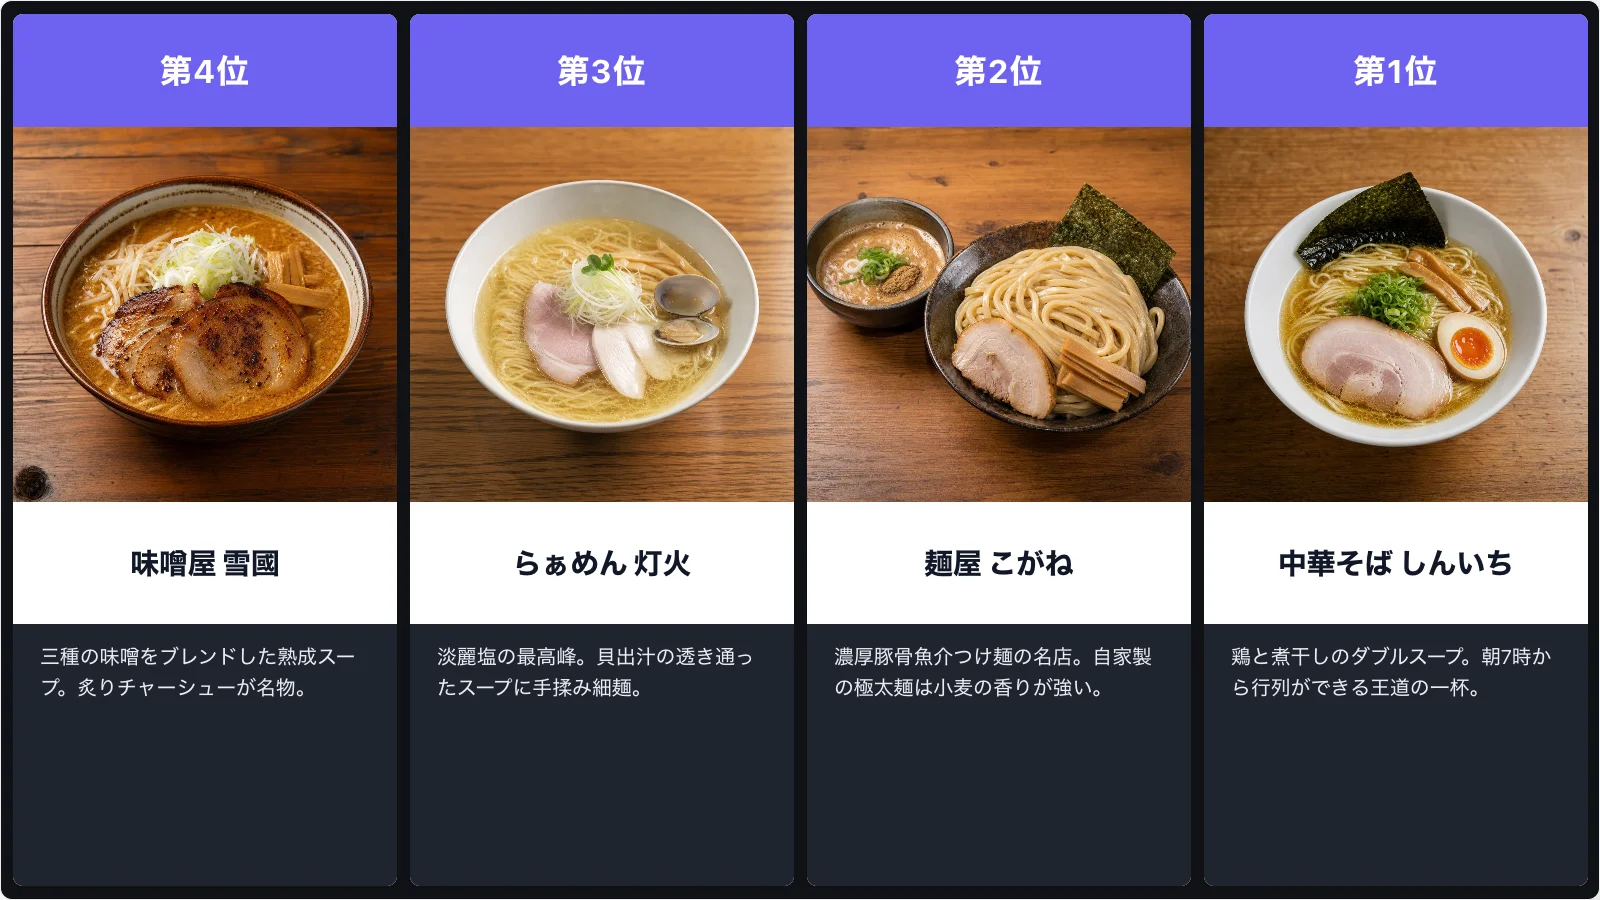 第4位
味噌屋 雪國
三種の味噌をブレンドした熟成スー
プ。炙りチャーシューが名物。
第3位
らぁめん 灯火
淡麗塩の最高峰。貝出汁の透き通っ
たスープに手揉み細麺。
第2位
麺屋 こがね
濃厚豚骨魚介つけ麺の名店。自家製
の極太麺は小麦の香りが強い。
第1位
中華そば しんいち
鶏と煮干しのダブルスープ。朝7時か
ら行列ができる王道の一杯。